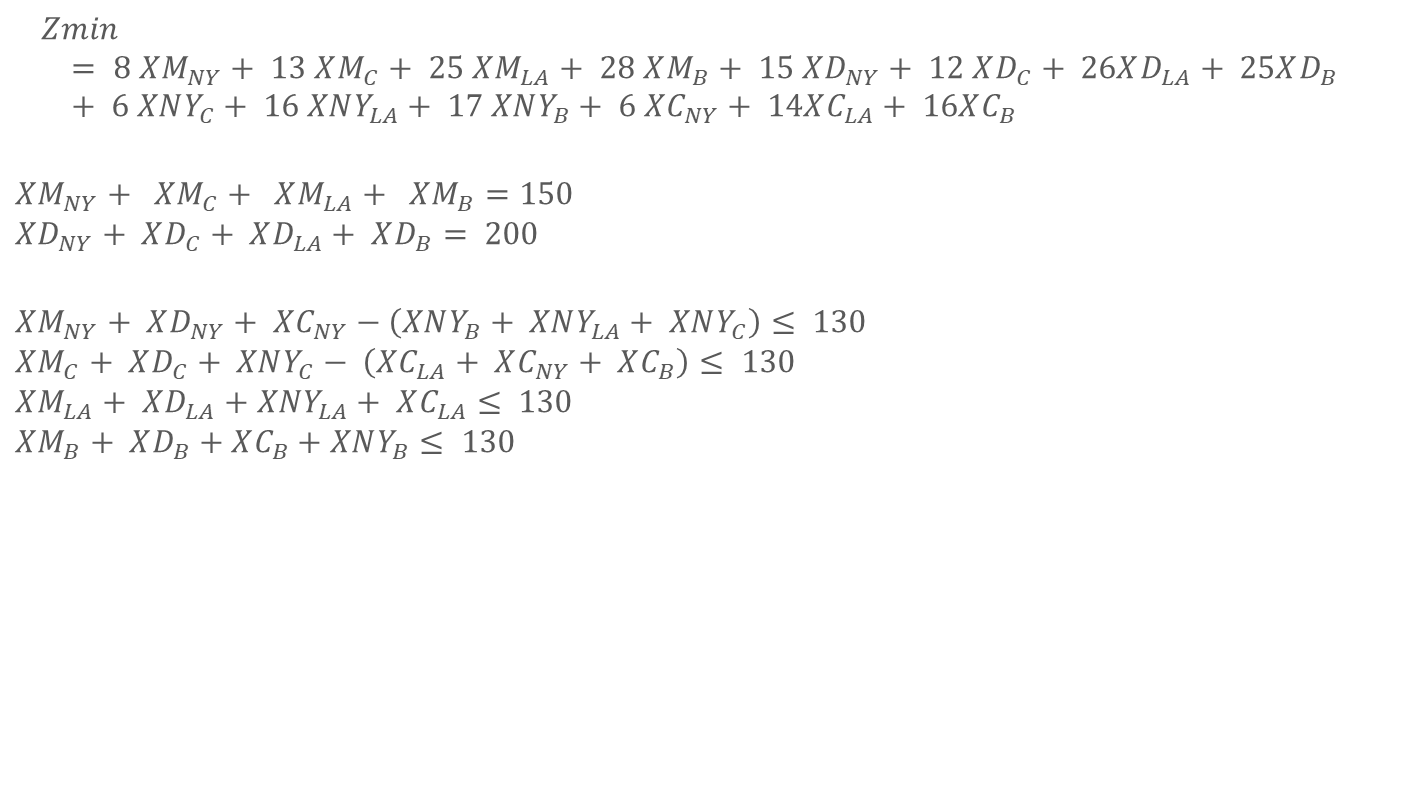 Zmin
= 8 XM_NY + 13 XM_C + 25 XM_LA + 28 XM_B + 15 XD_NY + 12 XD_C + 26XD_LA + 25XD_B
+ 6 XNY_C + 16 XNY_LA + 17 XNY_B + 6 XC_NY + 14XC_LA + 16XC_B
XM_NY + XM_C + XM_LA + XM_B = 150
XD_NY + XD_C + XD_LA + XD_B = 200
XM_NY + XD_NY + XC_NY − (XNY_B + XNY_LA + XNY_C) ≤ 130
XM_C + XD_C + XNY_C − (XC_LA + XC_NY + XC_B) ≤ 130
XM_LA + XD_LA + XNY_LA + XC_LA ≤ 130
XM_B + XD_B + XC_B + XNY_B ≤ 130